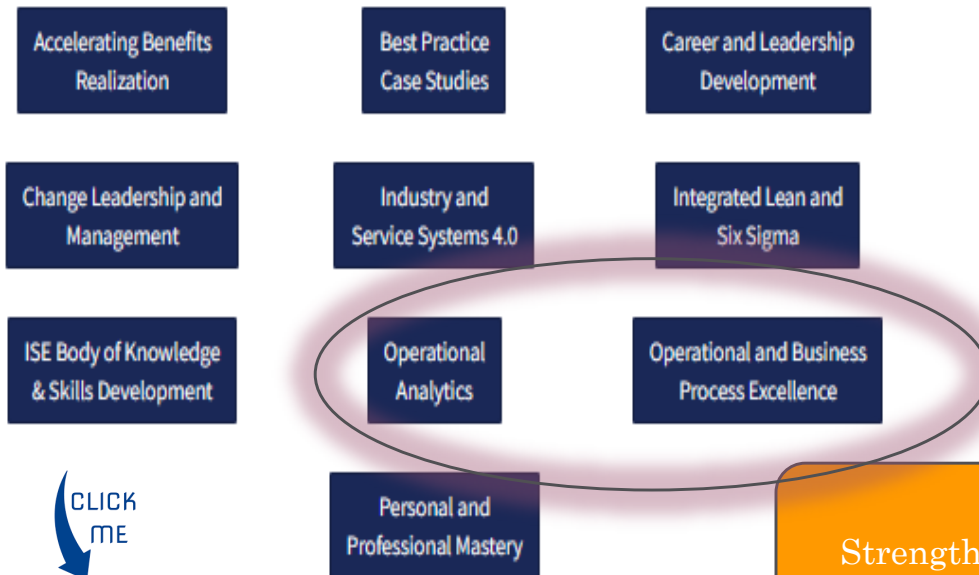 Accelerating Benefits
Realization
Best Practice
Case Studies
Career and Leadership
Development
Change Leadership and
Management
Industry and
Service Systems 4.0
Integrated Lean and
Six Sigma
ISE Body of Knowledge
& Skills Development
Operational
Analytics
Operational and Business
Process Excellence
CLICK
ME
Personal and
Professional Mastery
Strength